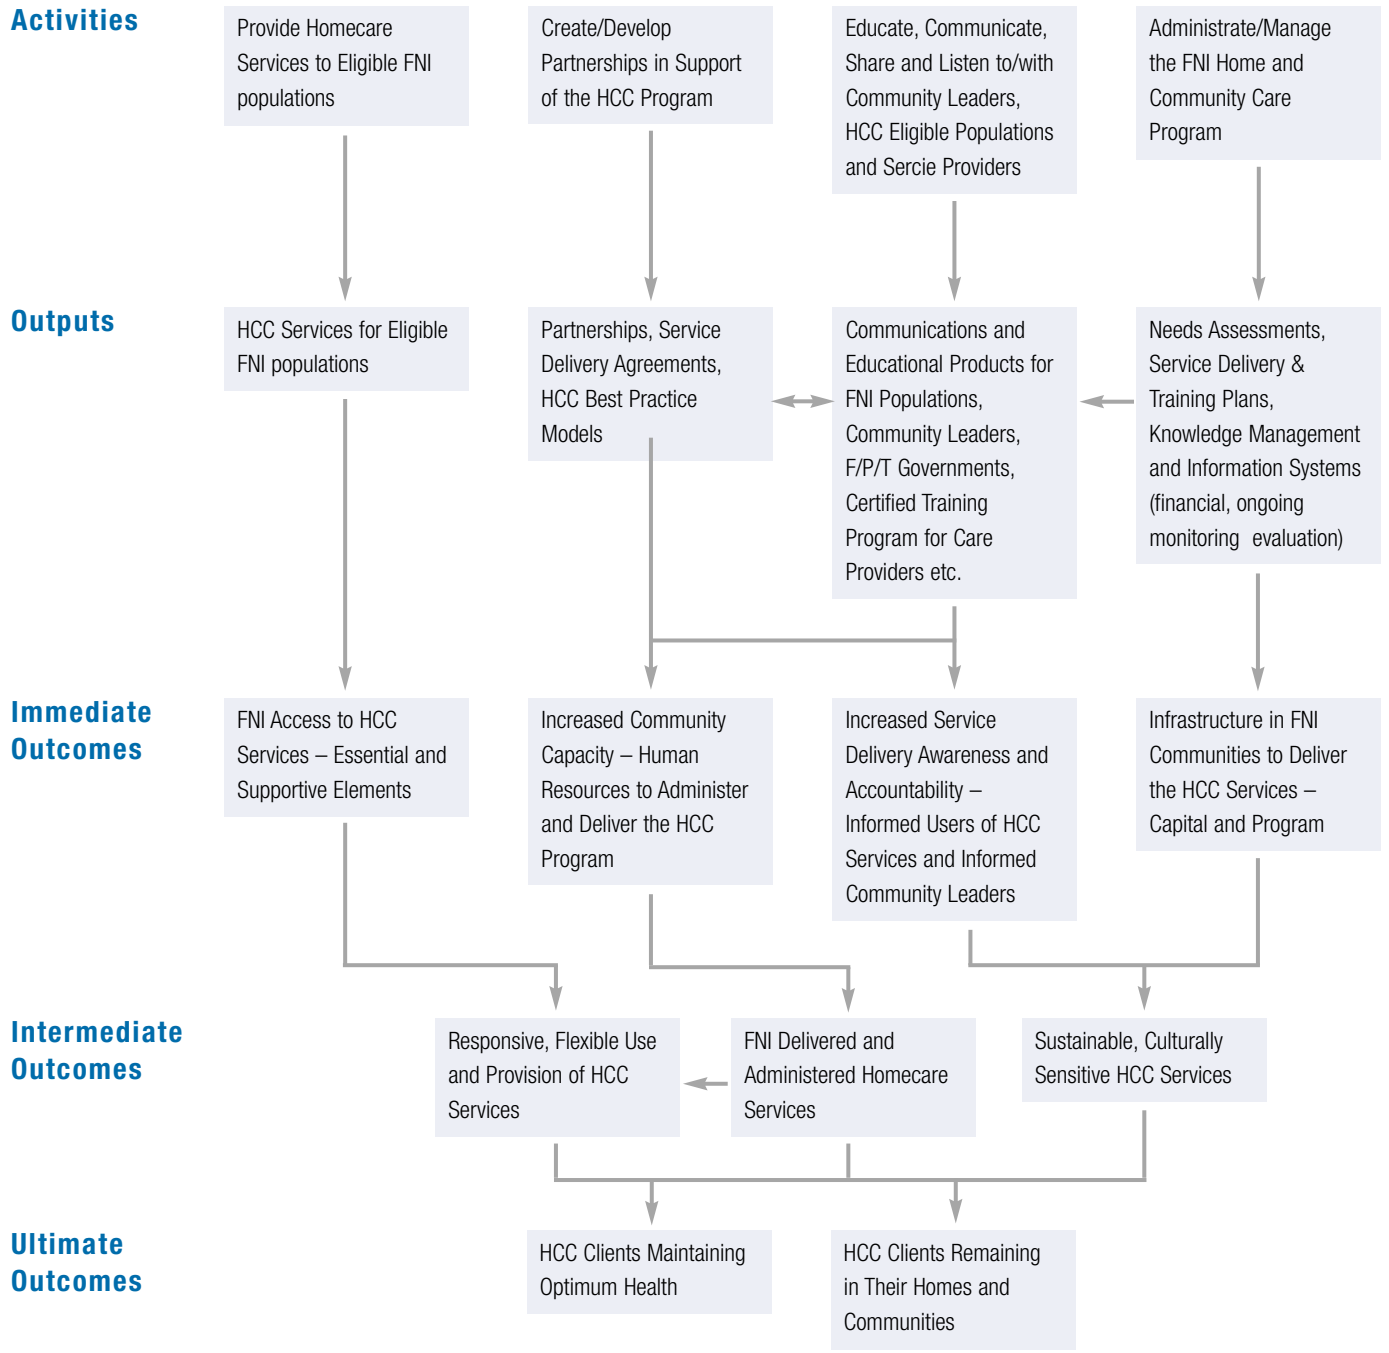 Activities
Provide Homecare
Services to Eligible FNI
populations
Create/Develop
Partnerships in Support
of the HCC Program
Educate, Communicate,
Share and Listen to/with
Community Leaders,
HCC Eligible Populations
and Sercie Providers
Administrate/Manage
the FNI Home and
Community Care
Program
Outputs
HCC Services for Eligible
FNI populations
Partnerships, Service
Delivery Agreements,
HCC Best Practice
Models
Communications and
Educational Products for
FNI Populations,
Community Leaders,
F/P/T Governments,
Certified Training
Program for Care
Providers etc.
Needs Assessments,
Service Delivery &
Training Plans,
Knowledge Management
and Information Systems
(financial, ongoing
monitoring  evaluation)
Immediate
Outcomes
FNI Access to HCC
Services – Essential and
Supportive Elements
Increased Community
Capacity – Human
Resources to Administer
and Deliver the HCC
Program
Increased Service
Delivery Awareness and
Accountability –
Informed Users of HCC
Services and Informed
Community Leaders
Infrastructure in FNI
Communities to Deliver
the HCC Services –
Capital and Program
Intermediate
Outcomes
Responsive, Flexible Use
and Provision of HCC
Services
FNI Delivered and
Administered Homecare
Services
Sustainable, Culturally
Sensitive HCC Services
Ultimate
Outcomes
HCC Clients Maintaining
Optimum Health
HCC Clients Remaining
in Their Homes and
Communities